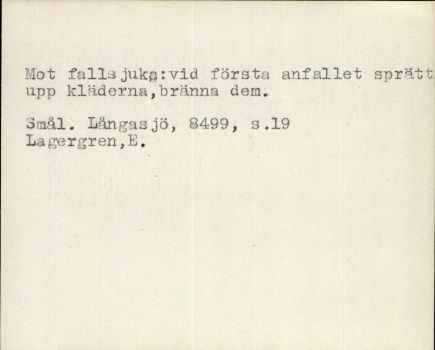 Mot fallsjuka:vid första anfallet sprätt
upp kläderna,bränna dem.
Smål. Långasjö, 8499, s.19
Lagergren,E.